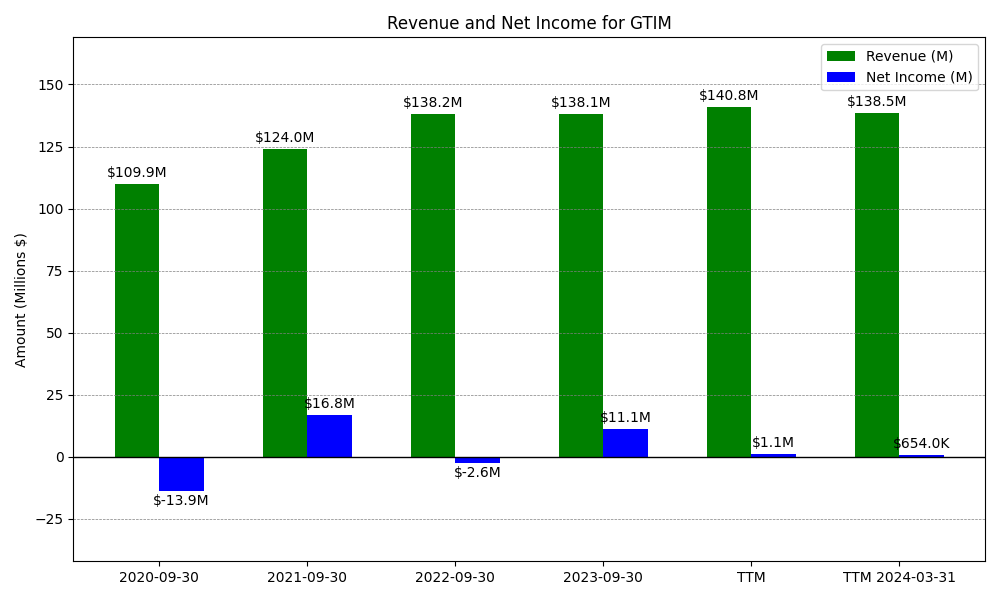 Revenue and Net Income for GTIM
Revenue (M)
Net Income (M)
Amount (Millions $)
150
125
100
75
50
25
0
−25
$109.9M
$124.0M
$138.2M
$138.1M
$140.8M
$138.5M
$-13.9M
$16.8M
$-2.6M
$11.1M
$1.1M
$654.0K
2020-09-30
2021-09-30
2022-09-30
2023-09-30
TTM
TTM 2024-03-31